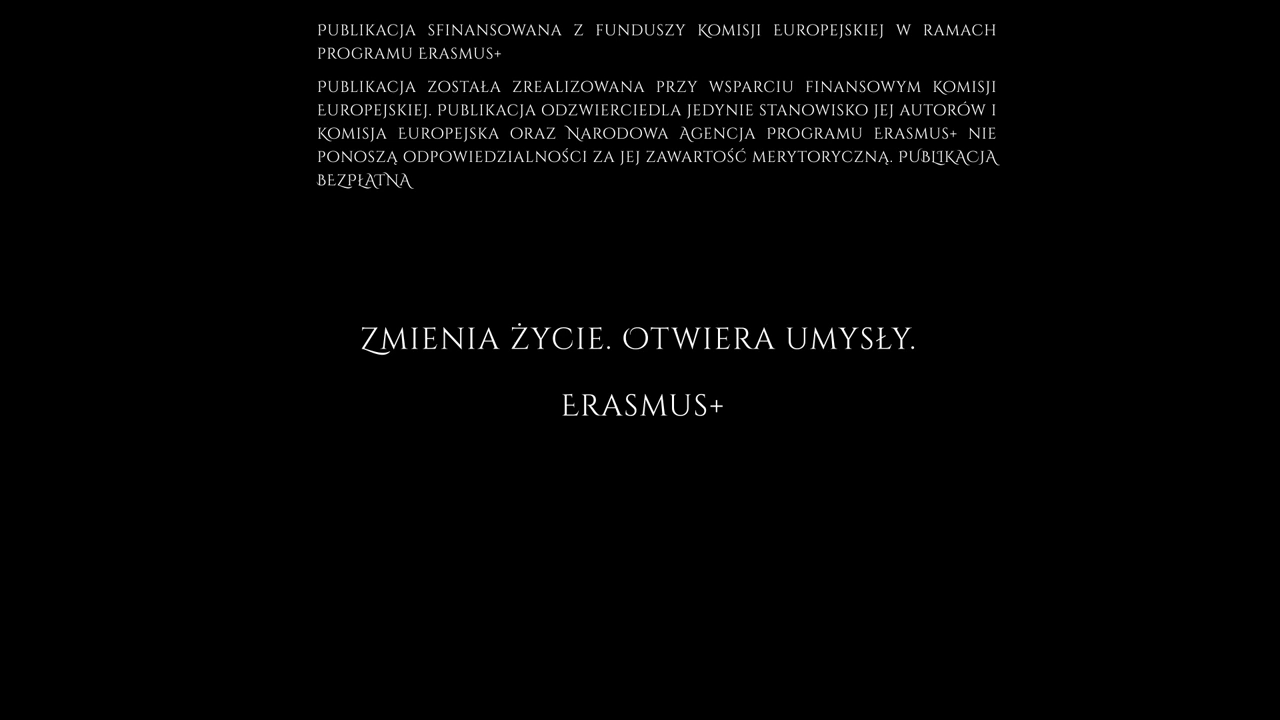 Publikacja sfinansowana z funduszy Komisji Europejskiej w ramach
programu Erasmus+
Publikacja została zrealizowana przy wsparciu finansowym Komisji
Europejskiej. Publikacja odzwierciedla jedynie stanowisko jej autorów i
Komisja Europejska oraz Narodowa Agencja Programu Erasmus+ nie
ponoszą odpowiedzialności za jej zawartość merytoryczną. PUBLIKACJA
BEZPŁATNA
Zmienia życie. Otwiera umysły.
Erasmus+